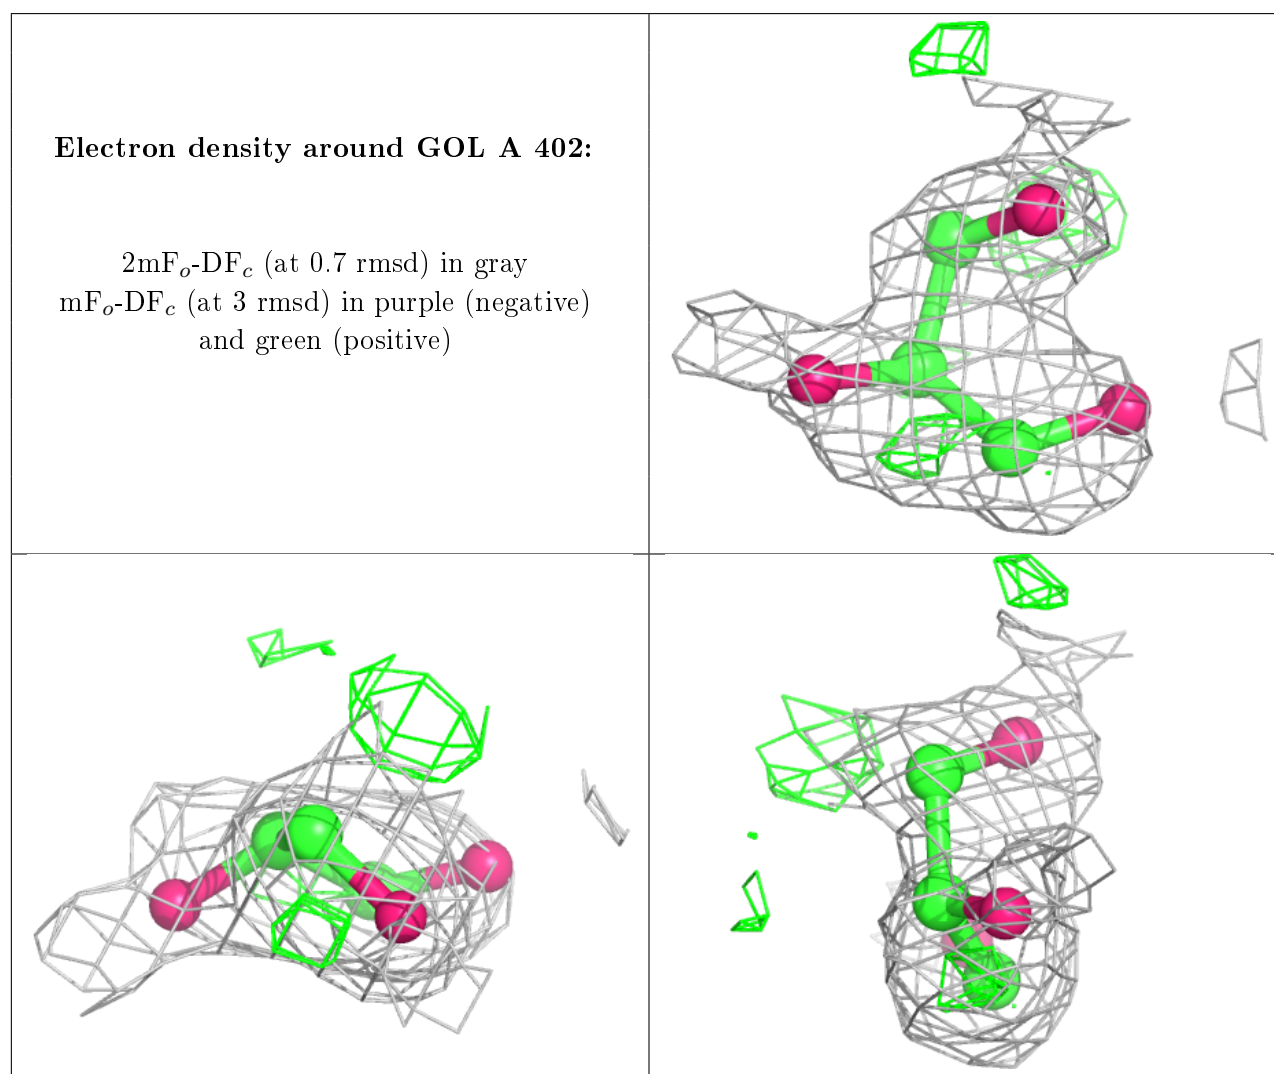 Electron density around GOL A 402:
2mFo-DFc (at 0.7 rmsd) in gray
mFo-DFc (at 3 rmsd) in purple (negative)
and green (positive)